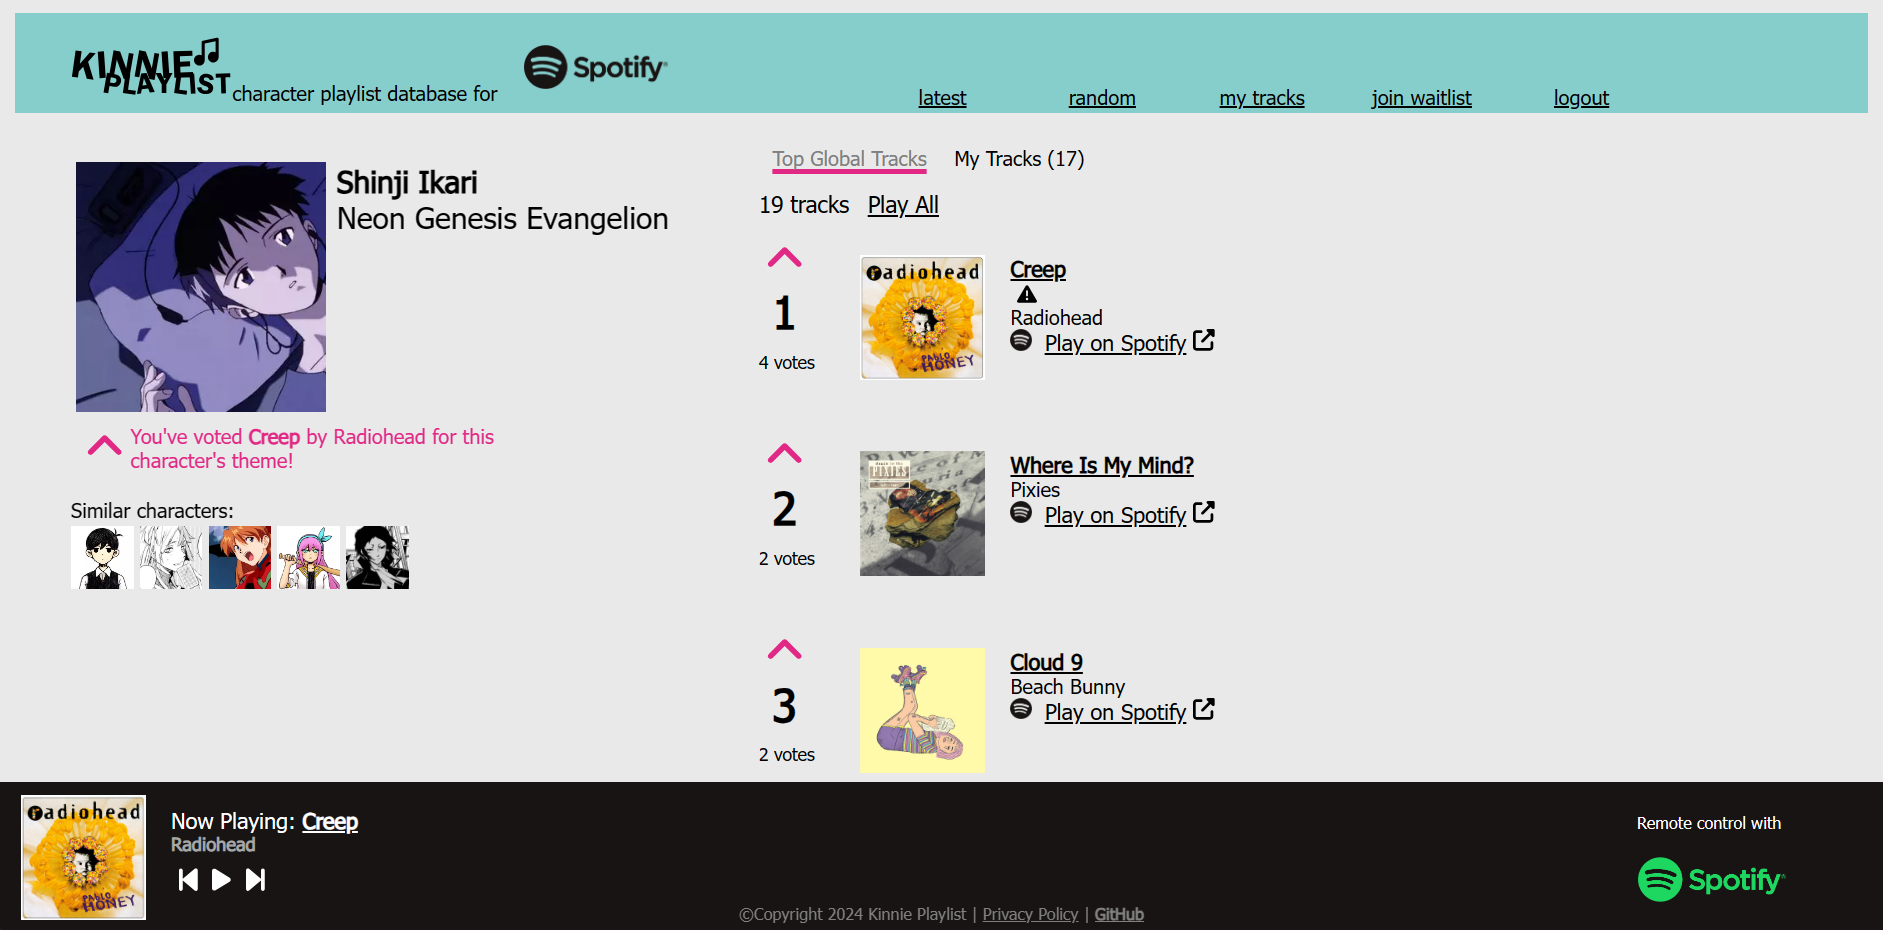 KINNIE
PLAYLIST
character playlist database for
Spotify
latest
random
my tracks
join waitlist
logout
Shinji Ikari
Neon Genesis Evangelion
You've voted Creep by Radiohead for this
character's theme!
Similar characters:
Top Global Tracks
My Tracks (17)
19 tracks
Play All
1
4 votes
Radiohead
PABLO
HONEY
Creep
Radiohead
Play on Spotify
2
2 votes
PIXIES
Where Is My Mind?
Pixies
Play on Spotify
3
2 votes
Cloud 9
Beach Bunny
Play on Spotify
Radiohead
PABLO
HONEY
Now Playing: Creep
Radiohead
Remote control with
Spotify
©Copyright 2024 Kinnie Playlist | Privacy Policy | GitHub